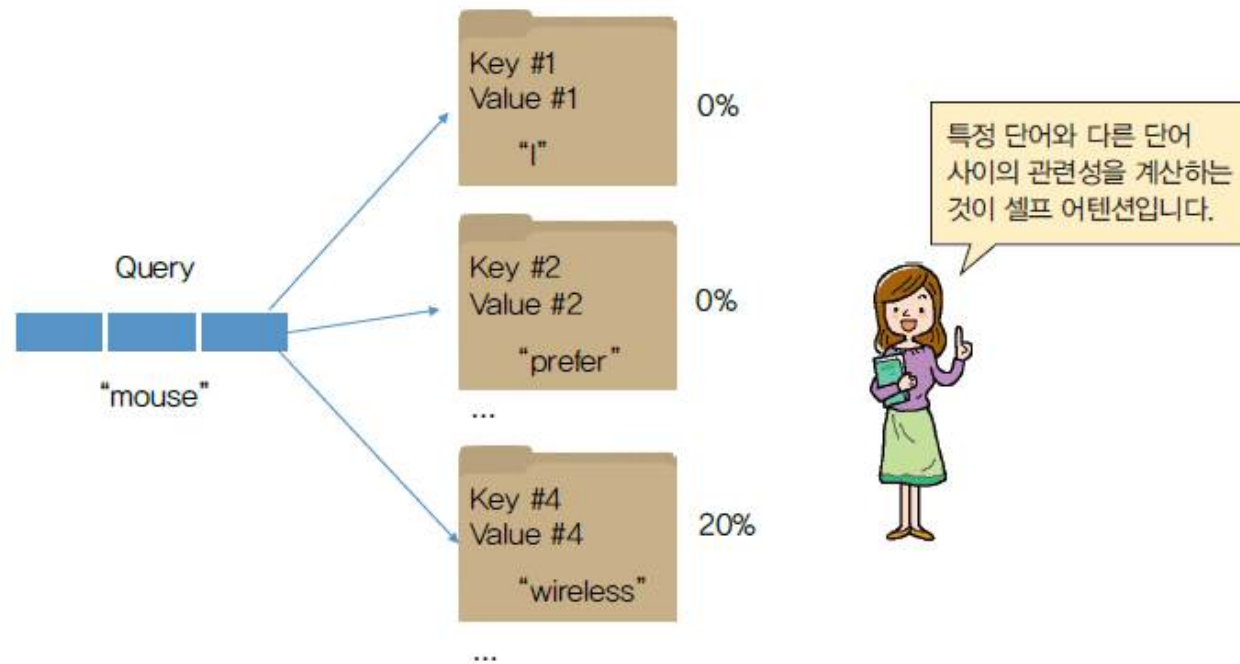 Key #1
Value #1
0%
“I”
특정 단어와 다른 단어
사이의 관련성을 계산하는
것이 셀프 어텐션입니다.
Query
“mouse”
Key #2
Value #2
0%
“prefer”
...
Key #4
Value #4
20%
“wireless”
...